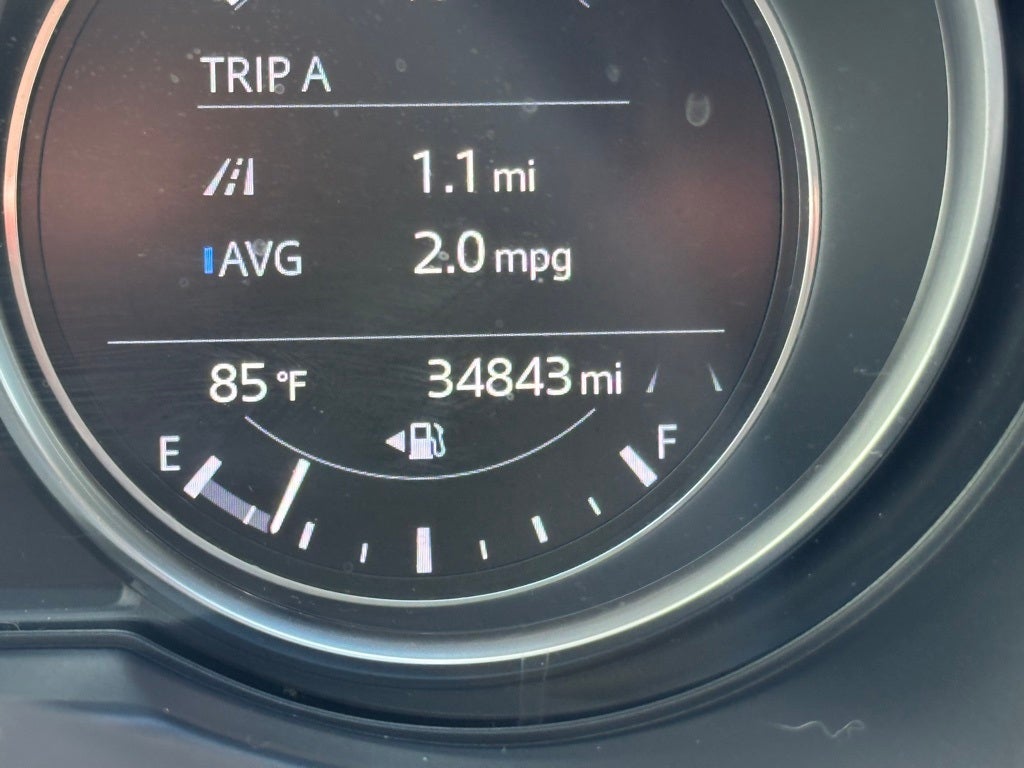 TRIP A
1.1 mi
AVG 2.0 mpg
85 °F 34843 mi
E F